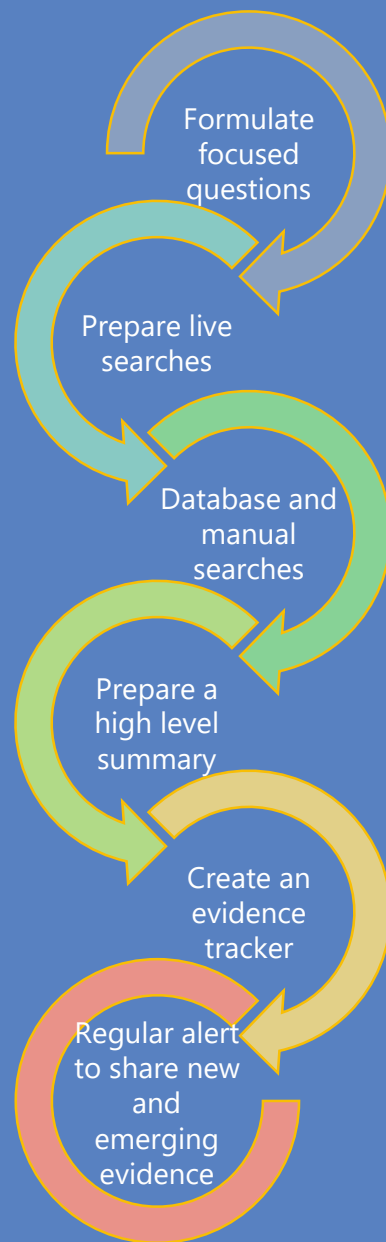 Formulate
focused
questions
Prepare live
searches
Database and
manual
searches
Prepare a
high level
summary
Create an
evidence
tracker
Regular alert
to share new
and
emerging
evidence